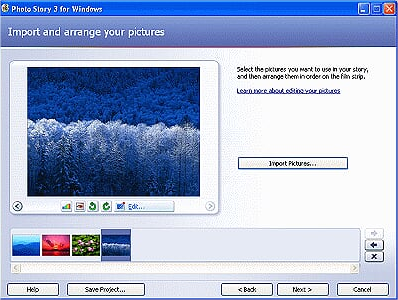 Photo Story 3 for Windows
Import and arrange your pictures
Select the pictures you want to use in your story,
and then arrange them in order on the film strip.
Learn more about editing your pictures
Import Pictures...
Edit...
Help
Save Project...
< Back
Next >
Cancel